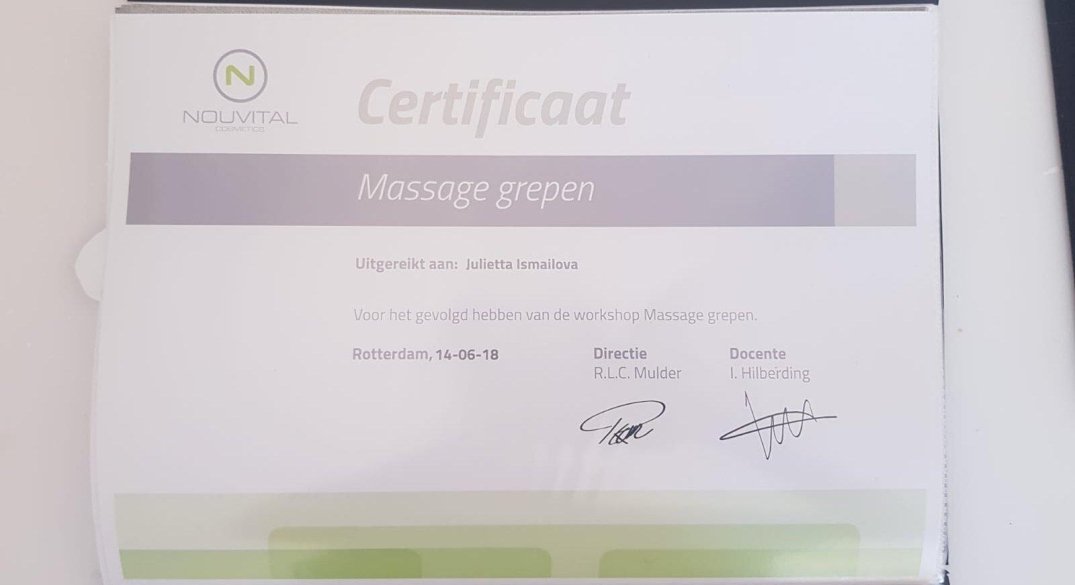 N
NOUVITAL
COSMETICS
Certificaat
Massage grepen
Uitgereikt aan: Julietta Ismailova
Voor het gevolgd hebben van de workshop Massage grepen.
Rotterdam, 14-06-18
Directie
R.L.C. Mulder
Docente
I. Hilberding